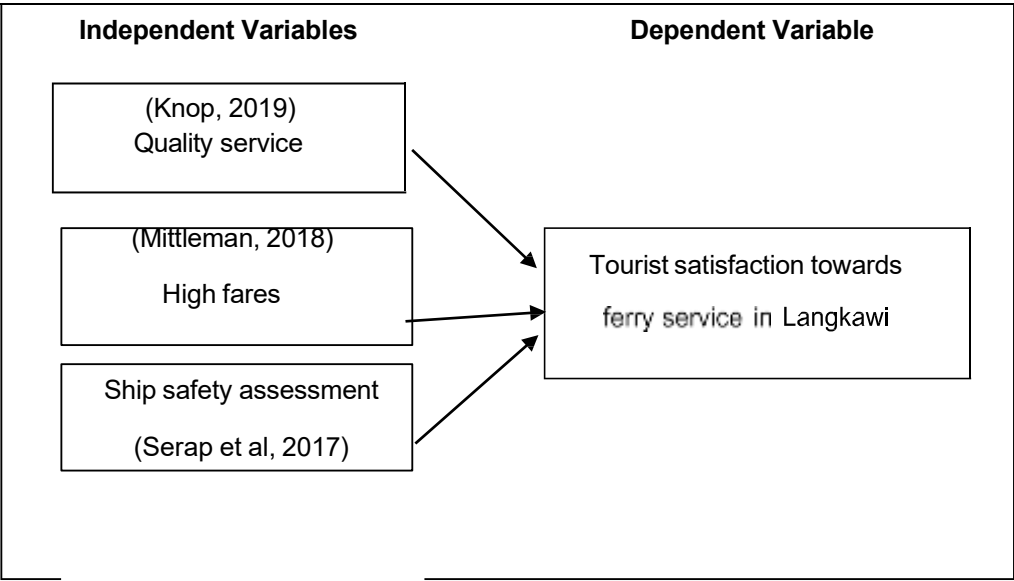 Independent Variables
Dependent Variable
(Knop, 2019)
Quality service
(Mittleman, 2018)
High fares
Ship safety assessment
(Serap et al, 2017)
Tourist satisfaction towards
ferry service in Langkawi